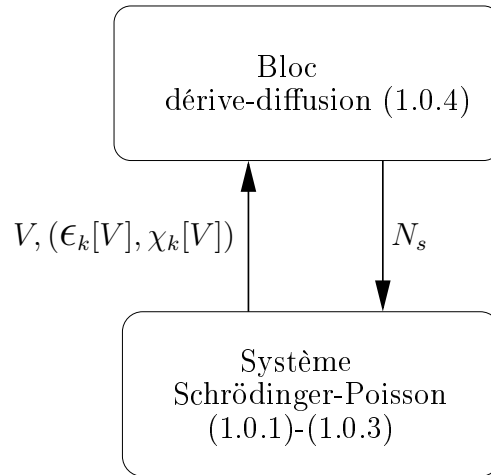 Bloc
dérive-diffusion (1.0.4)
V, (ϵ_k[V], χ_k[V])
N_s
Système
Schrödinger-Poisson
(1.0.1)-(1.0.3)